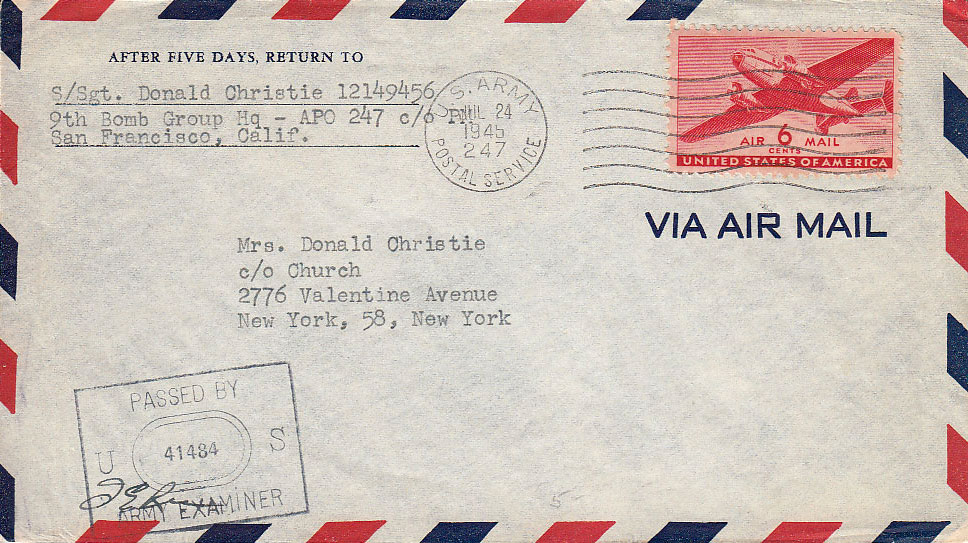 AFTER FIVE DAYS, RETURN TO
S/Sgt. Donald Christie 12149456
9th Bomb Group Hq - APO 247 c/o P.M.
San Francisco, Calif.
U.S. ARMY
JUL 24
1945
247
POSTAL SERVICE
AIR 6 MAIL
CENTS
UNITED STATES OF AMERICA
VIA AIR MAIL
Mrs. Donald Christie
c/o Church
2776 Valentine Avenue
New York, 58, New York
PASSED BY
U 41484 S
ARMY EXAMINER
5-